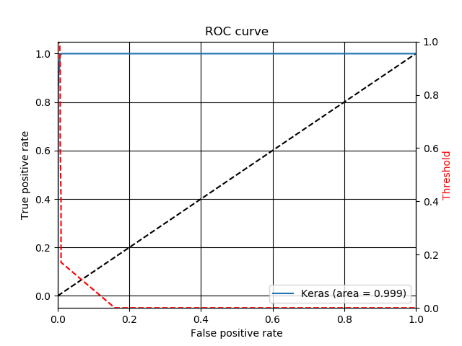 ROC curve
1.0
0.8
0.6
0.4
0.2
0.0
True positive rate
1.0
0.8
0.6
0.4
0.2
0.0
Threshold
Keras (area = 0.999)
0.0 0.2 0.4 0.6 0.8 1.0
False positive rate